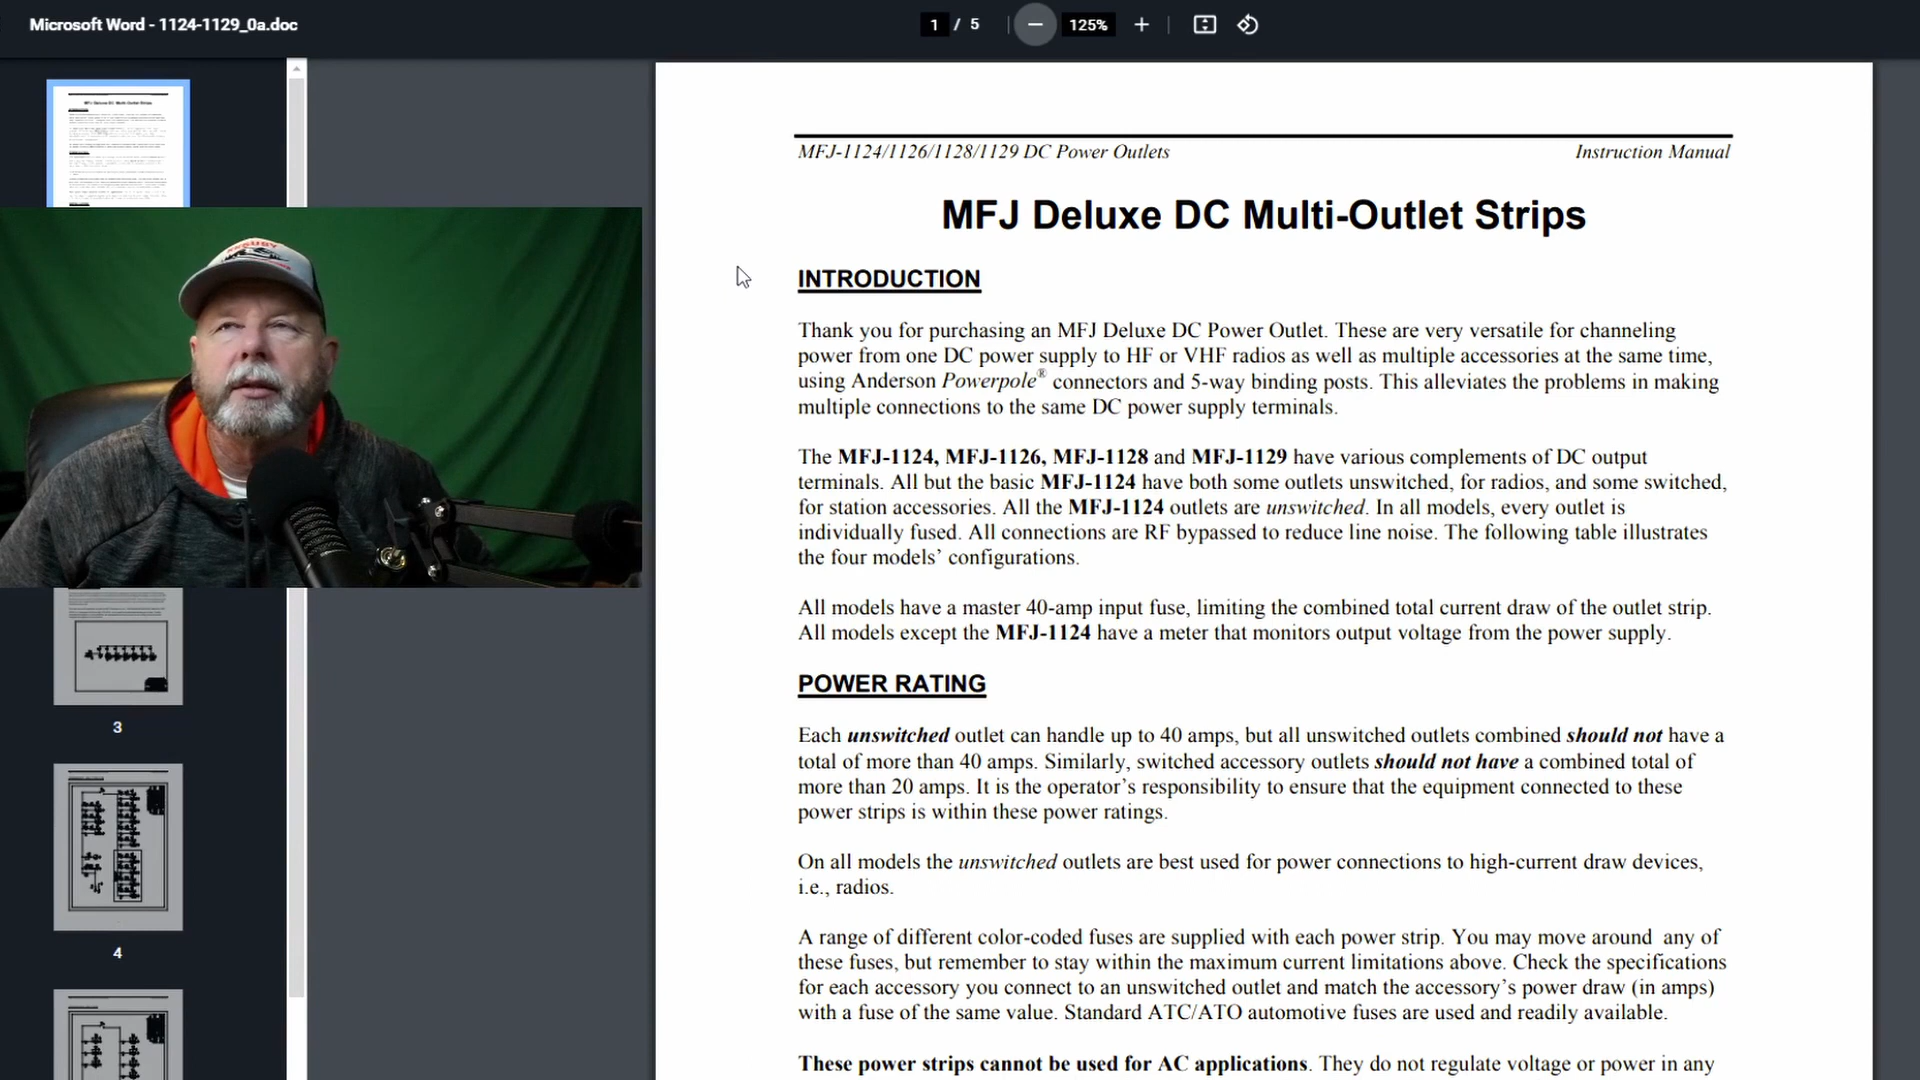 Microsoft Word - 1124-1129_0a.doc
1 / 5
125%
MFJ Deluxe DC Multi-Outlet Strips
3
4
MFJ-1124/1126/1128/1129 DC Power Outlets Instruction Manual
MFJ Deluxe DC Multi-Outlet Strips
INTRODUCTION
Thank you for purchasing an MFJ Deluxe DC Power Outlet. These are very versatile for channeling
power from one DC power supply to HF or VHF radios as well as multiple accessories at the same time,
using Anderson Powerpole® connectors and 5-way binding posts. This alleviates the problems in making
multiple connections to the same DC power supply terminals.
The MFJ-1124, MFJ-1126, MFJ-1128 and MFJ-1129 have various complements of DC output
terminals. All but the basic MFJ-1124 have both some outlets unswitched, for radios, and some switched,
for station accessories. All the MFJ-1124 outlets are unswitched. In all models, every outlet is
individually fused. All connections are RF bypassed to reduce line noise. The following table illustrates
the four models’ configurations.
All models have a master 40-amp input fuse, limiting the combined total current draw of the outlet strip.
All models except the MFJ-1124 have a meter that monitors output voltage from the power supply.
POWER RATING
Each unswitched outlet can handle up to 40 amps, but all unswitched outlets combined should not have a
total of more than 40 amps. Similarly, switched accessory outlets should not have a combined total of
more than 20 amps. It is the operator’s responsibility to ensure that the equipment connected to these
power strips is within these power ratings.
On all models the unswitched outlets are best used for power connections to high-current draw devices,
i.e., radios.
A range of different color-coded fuses are supplied with each power strip. You may move around any of
these fuses, but remember to stay within the maximum current limitations above. Check the specifications
for each accessory you connect to an unswitched outlet and match the accessory’s power draw (in amps)
with a fuse of the same value. Standard ATC/ATO automotive fuses are used and readily available.
These power strips cannot be used for AC applications. They do not regulate voltage or power in any